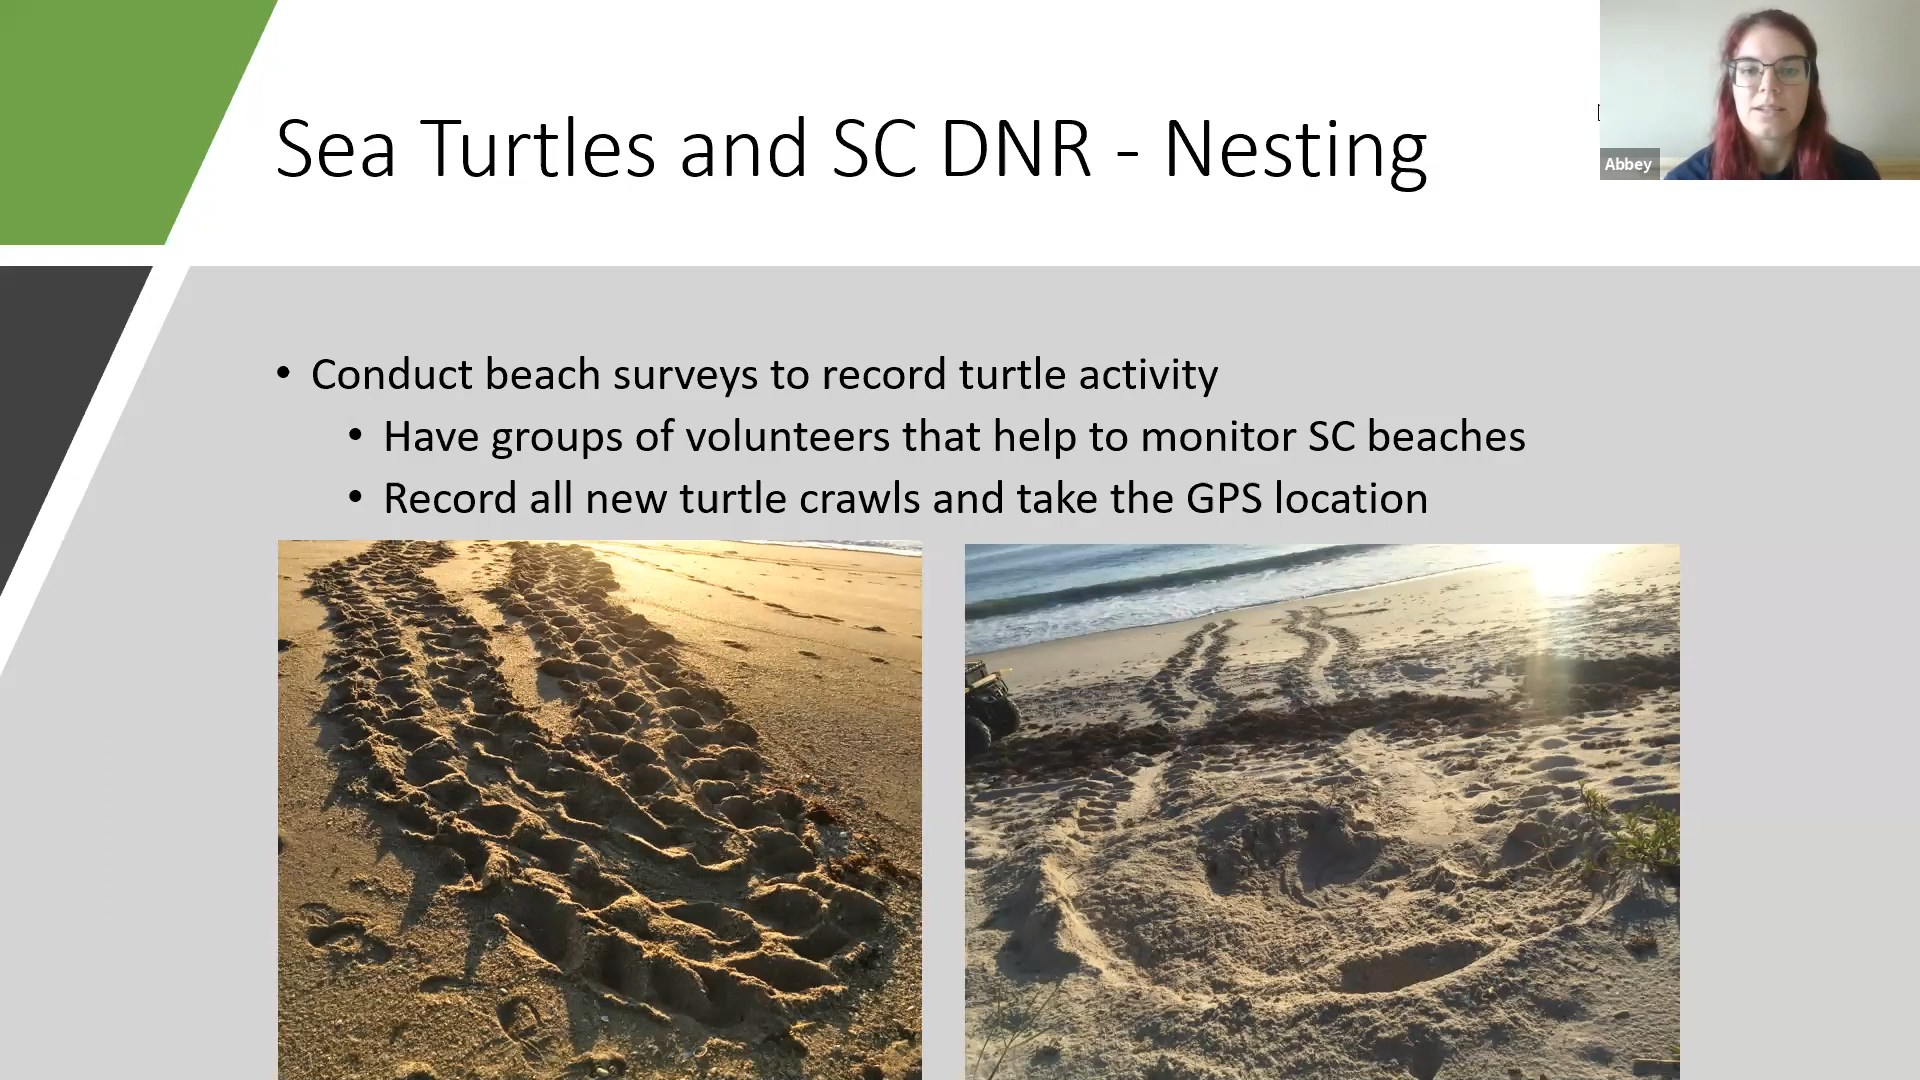 Sea Turtles and SC DNR - Nesting
Abbey
• Conduct beach surveys to record turtle activity
• Have groups of volunteers that help to monitor SC beaches
• Record all new turtle crawls and take the GPS location